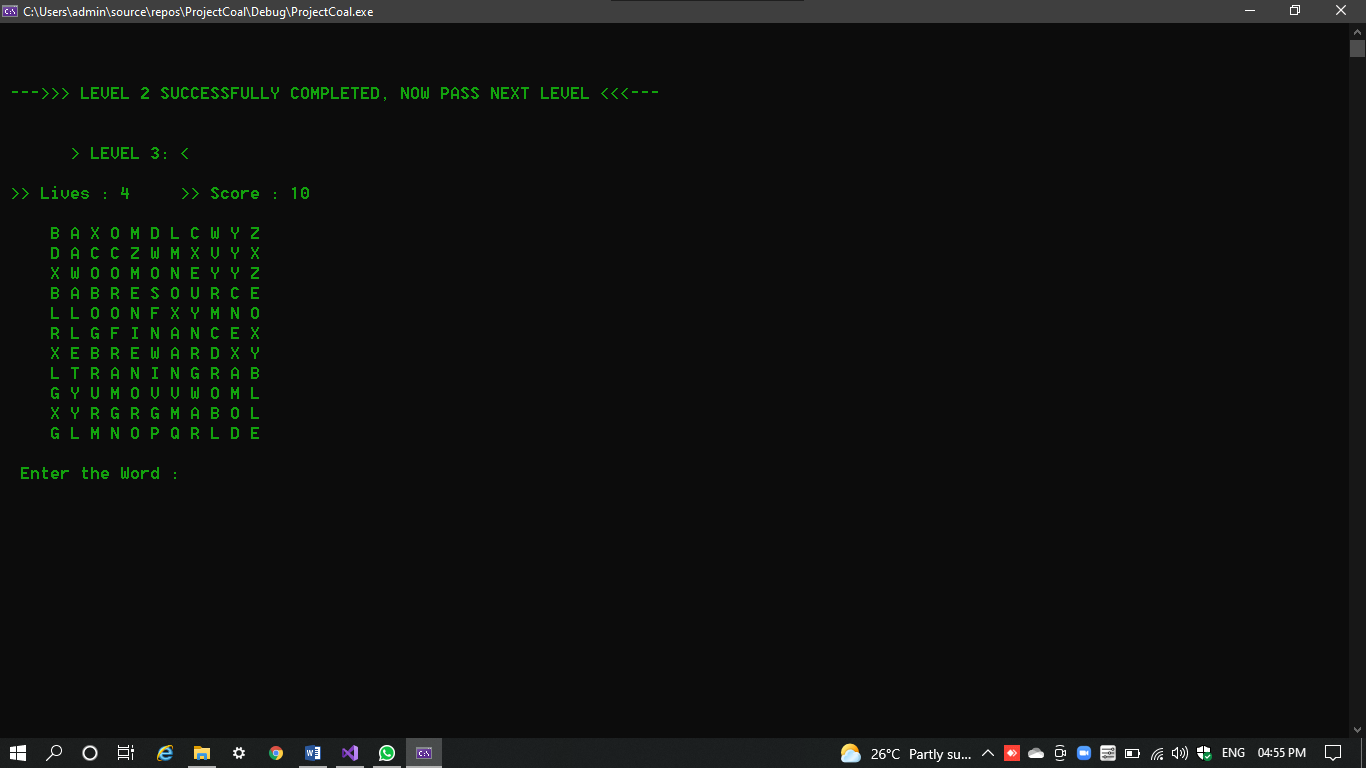 C:\Users\admin\source\repos\ProjectCoal\Debug\ProjectCoal.exe
--->>> LEVEL 2 SUCCESSFULLY COMPLETED, NOW PASS NEXT LEVEL <<<---
> LEVEL 3: <
>> Lives : 4     >> Score : 10
B A X O M D L C W Y Z
D A C C Z W M X V Y X
X W O O M O N E Y Y Z
B A B R E S O U R C E
L L O O N F X Y M N O
R L G F I N A N C E X
X E B R E W A R D X Y
L T R A N I N G R A B
G Y U M O V V W O M L
X Y R G R G M A B O L
G L M N O P Q R L D E
Enter the Word :
26°C Partly su... ENG 04:55 PM